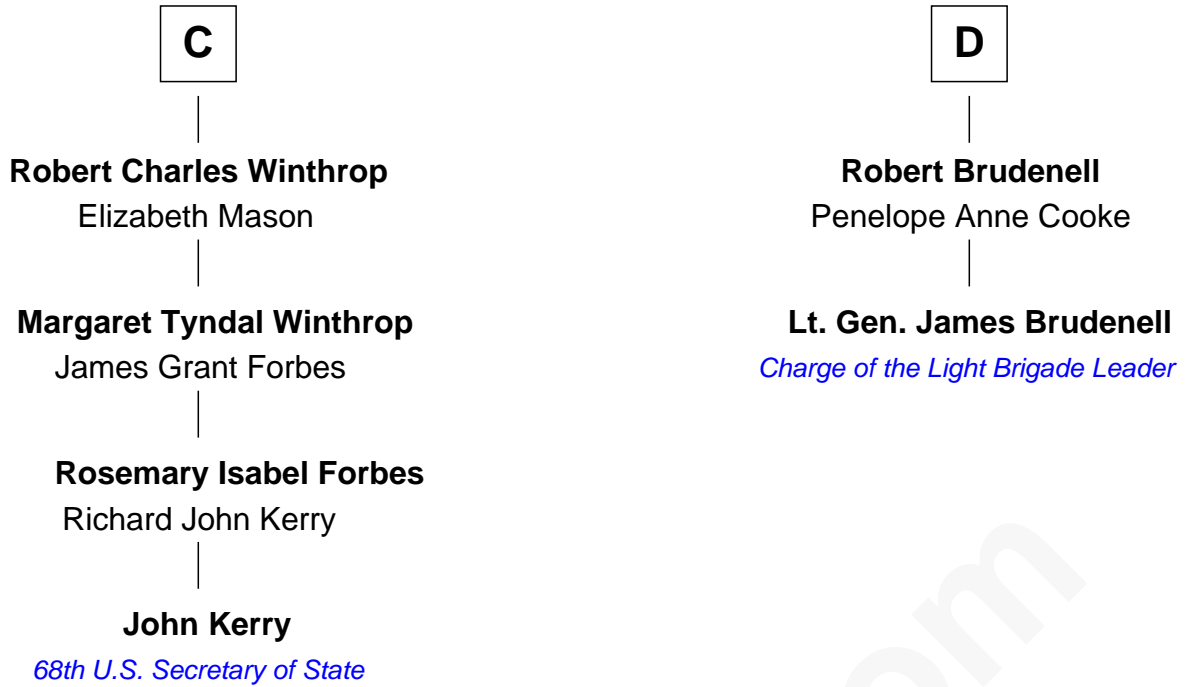 C
Robert Charles Winthrop
Elizabeth Mason
Margaret Tyndal Winthrop
James Grant Forbes
Rosemary Isabel Forbes
Richard John Kerry
John Kerry
68th U.S. Secretary of State
D
Robert Brudenell
Penelope Anne Cooke
Lt. Gen. James Brudenell
Charge of the Light Brigade Leader
om